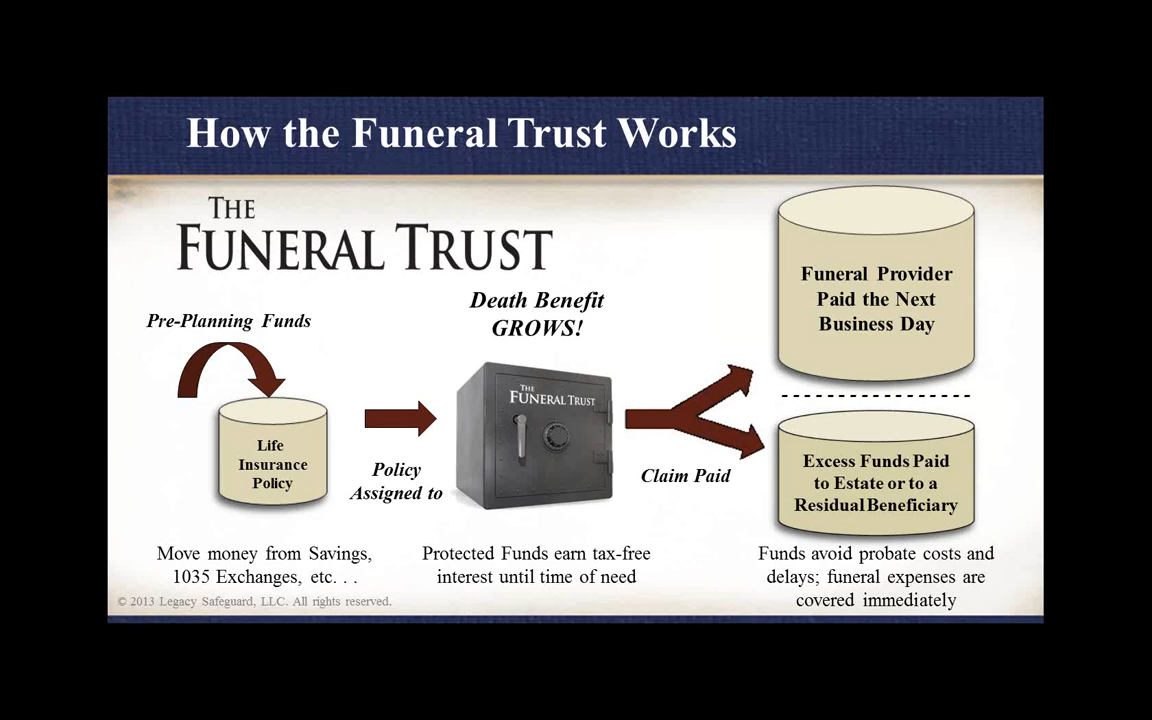 How the Funeral Trust Works
THE
FUNERAL TRUST
Pre-Planning Funds
Life
Insurance
Policy
Move money from Savings,
1035 Exchanges, etc. . .
Policy
Assigned to
Death Benefit
GROWS!
THE
FUNERAL TRUST
Protected Funds earn tax-free
interest until time of need
Claim Paid
Funeral Provider
Paid the Next
Business Day
Excess Funds Paid
to Estate or to a
Residual Beneficiary
Funds avoid probate costs and
delays; funeral expenses are
covered immediately
© 2013 Legacy Safeguard, LLC. All rights reserved.